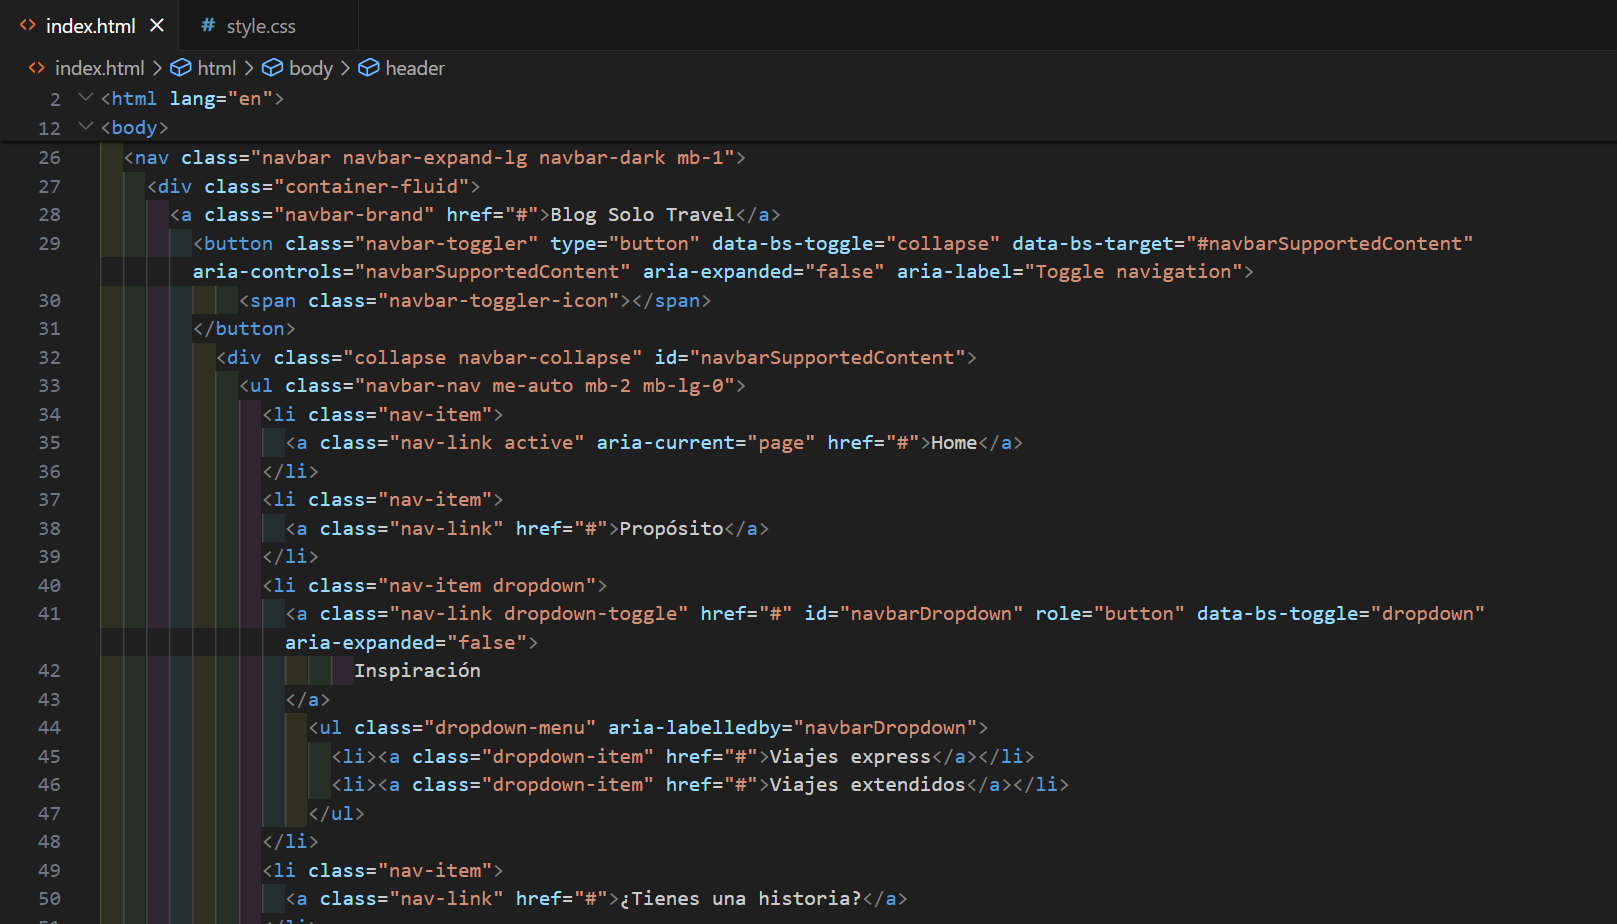 index.html
style.css
index.html > html > body > header
2 <html lang="en">
12 <body>
26 <nav class="navbar navbar-expand-lg navbar-dark mb-1">
27 <div class="container-fluid">
28 <a class="navbar-brand" href="#">Blog Solo Travel</a>
29 <button class="navbar-toggler" type="button" data-bs-toggle="collapse" data-bs-target="#navbarSupportedContent"
aria-controls="navbarSupportedContent" aria-expanded="false" aria-label="Toggle navigation">
30 <span class="navbar-toggler-icon"></span>
31 </button>
32 <div class="collapse navbar-collapse" id="navbarSupportedContent">
33 <ul class="navbar-nav me-auto mb-2 mb-lg-0">
34 <li class="nav-item">
35 <a class="nav-link active" aria-current="page" href="#">Home</a>
36 </li>
37 <li class="nav-item">
38 <a class="nav-link" href="#">Propósito</a>
39 </li>
40 <li class="nav-item dropdown">
41 <a class="nav-link dropdown-toggle" href="#" id="navbarDropdown" role="button" data-bs-toggle="dropdown"
aria-expanded="false">
42 Inspiración
43 </a>
44 <ul class="dropdown-menu" aria-labelledby="navbarDropdown">
45 <li><a class="dropdown-item" href="#">Viajes express</a></li>
46 <li><a class="dropdown-item" href="#">Viajes extendidos</a></li>
47 </ul>
48 </li>
49 <li class="nav-item">
50 <a class="nav-link" href="#">¿Tienes una historia?</a>
51 </li>